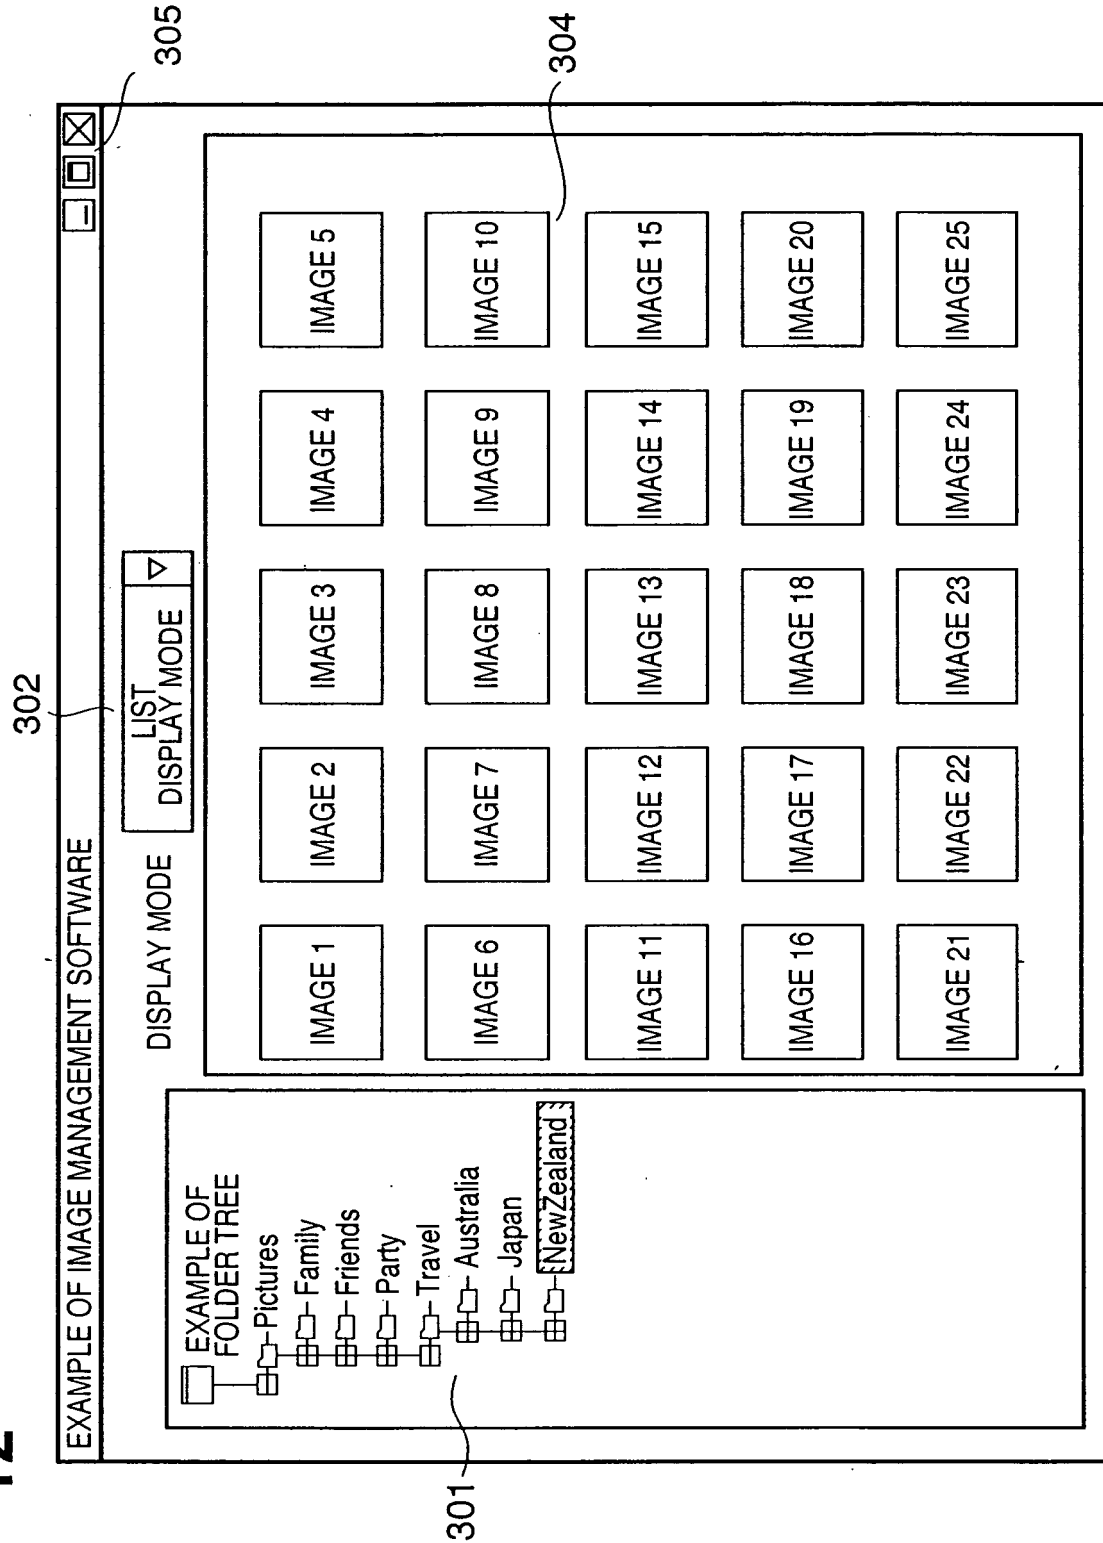 305
EXAMPLE OF IMAGE MANAGEMENT SOFTWARE
302
DISPLAY MODE
LIST
DISPLAY MODE
EXAMPLE OF
FOLDER TREE
Pictures
Family
Friends
Party
Travel
Australia
Japan
NewZealand
301
IMAGE 1
IMAGE 2
IMAGE 3
IMAGE 4
IMAGE 5
IMAGE 6
IMAGE 7
IMAGE 8
IMAGE 9
IMAGE 10
304
IMAGE 11
IMAGE 12
IMAGE 13
IMAGE 14
IMAGE 15
IMAGE 16
IMAGE 17
IMAGE 18
IMAGE 19
IMAGE 20
IMAGE 21
IMAGE 22
IMAGE 23
IMAGE 24
IMAGE 25